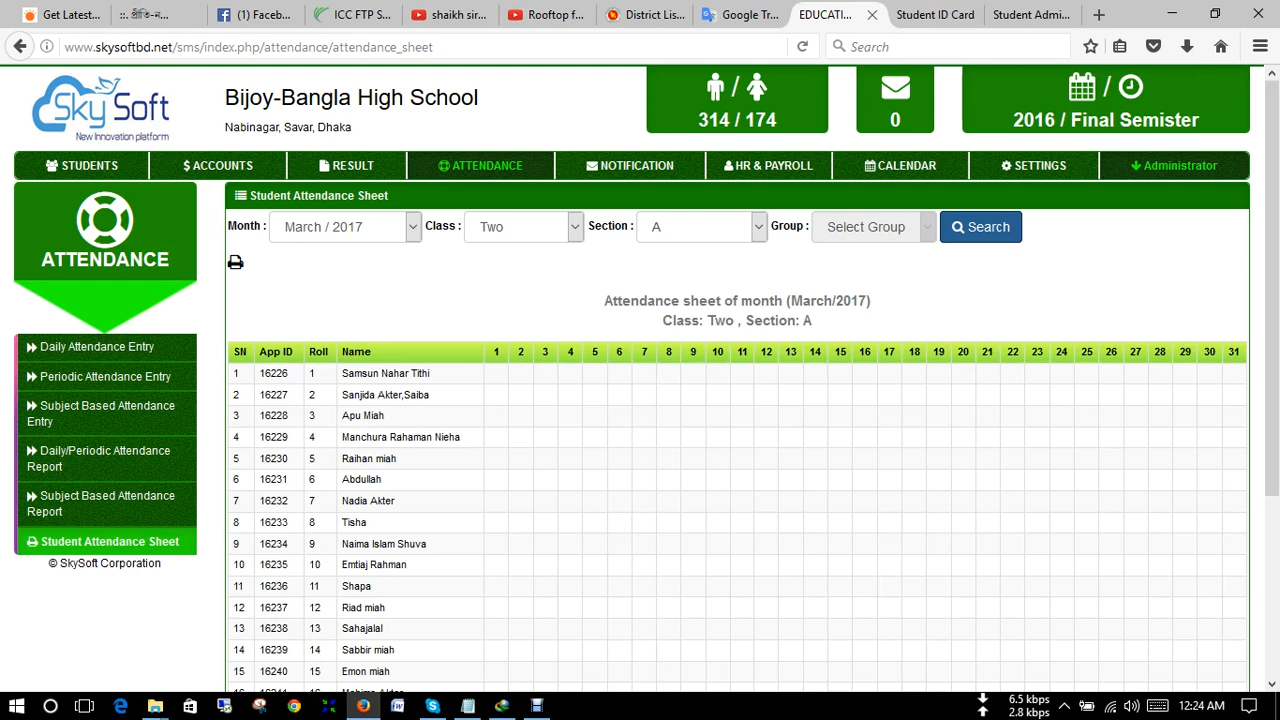 Get Latest...
::. প্রীতি-ন...
(1) Faceb...
ICC FTP S...
shaikh sir...
Rooftop f...
District Lis...
Google Tr...
EDUCATI...
Student ID Card
Student Admi...
www.skysoftbd.net/sms/index.php/attendance/attendance_sheet
Search
Sky Soft
New Innovation platform
Bijoy-Bangla High School
Nabinagar, Savar, Dhaka
/
314 / 174
0
/
2016 / Final Semister
STUDENTS
$ ACCOUNTS
RESULT
ATTENDANCE
NOTIFICATION
HR & PAYROLL
CALENDAR
SETTINGS
Administrator
ATTENDANCE
Daily Attendance Entry
Periodic Attendance Entry
Subject Based Attendance
Entry
Daily/Periodic Attendance
Report
Subject Based Attendance
Report
Student Attendance Sheet
© SkySoft Corporation
Student Attendance Sheet
Month : March / 2017 Class : Two Section : A Group : Select Group Search
Attendance sheet of month (March/2017)
Class: Two , Section: A
SN App ID Roll Name 1 2 3 4 5 6 7 8 9 10 11 12 13 14 15 16 17 18 19 20 21 22 23 24 25 26 27 28 29 30 31
1 16226 1 Samsun Nahar Tithi
2 16227 2 Sanjida Akter,Saiba
3 16228 3 Apu Miah
4 16229 4 Manchura Rahaman Nieha
5 16230 5 Raihan miah
6 16231 6 Abdullah
7 16232 7 Nadia Akter
8 16233 8 Tisha
9 16234 9 Naima Islam Shuva
10 16235 10 Emtiaj Rahman
11 16236 11 Shapa
12 16237 12 Riad miah
13 16238 13 Sahajalal
14 16239 14 Sabbir miah
15 16240 15 Emon miah
6.5 kbps
2.8 kbps
12:24 AM